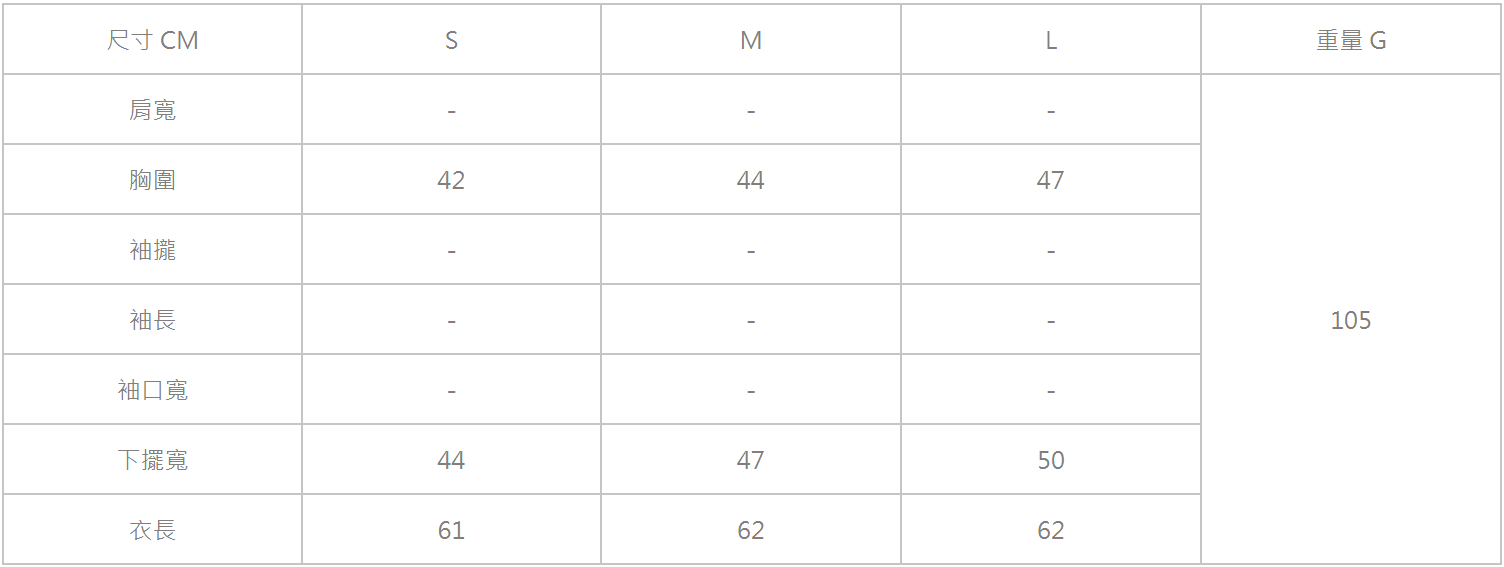 尺寸 CM S M L 重量 G
肩寬 - - -
胸圍 42 44 47
袖攏 - - -
袖長 - - - 105
袖口寬 - - -
下擺寬 44 47 50
衣長 61 62 62